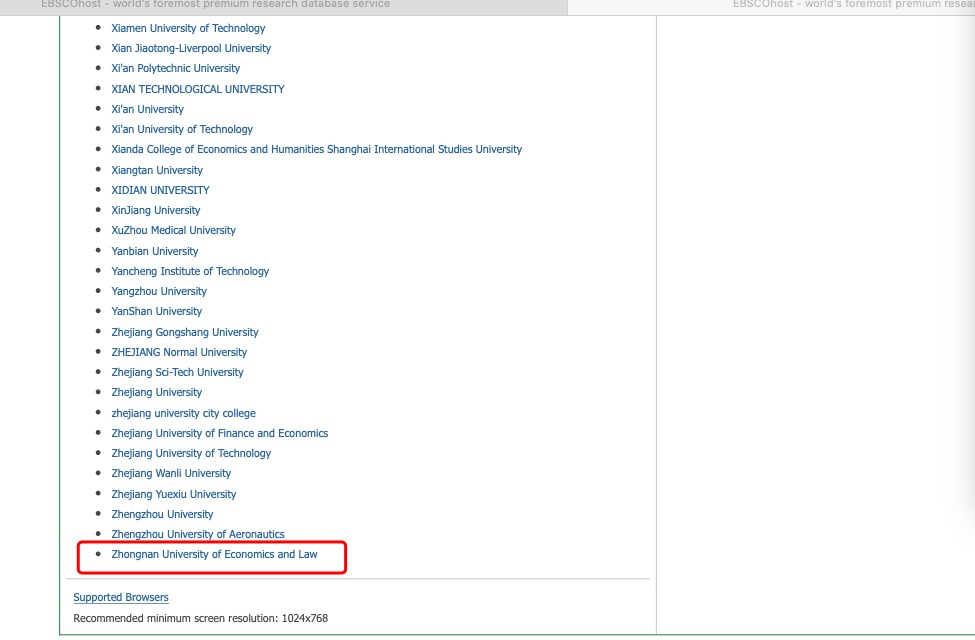 EBSCOhost - world's foremost premium research database service
EBSCOhost - world's foremost premium resear
Xiamen University of Technology
Xian Jiaotong-Liverpool University
Xi'an Polytechnic University
XIAN TECHNOLOGICAL UNIVERSITY
Xi'an University
Xi'an University of Technology
Xianda College of Economics and Humanities Shanghai International Studies University
Xiangtan University
XIDIAN UNIVERSITY
XinJiang University
XuZhou Medical University
Yanbian University
Yancheng Institute of Technology
Yangzhou University
YanShan University
Zhejiang Gongshang University
ZHEJIANG Normal University
Zhejiang Sci-Tech University
Zhejiang University
zhejiang university city college
Zhejiang University of Finance and Economics
Zhejiang University of Technology
Zhejiang Wanli University
Zhejiang Yuexiu University
Zhengzhou University
Zhengzhou University of Aeronautics
Zhongnan University of Economics and Law
Supported Browsers
Recommended minimum screen resolution: 1024x768